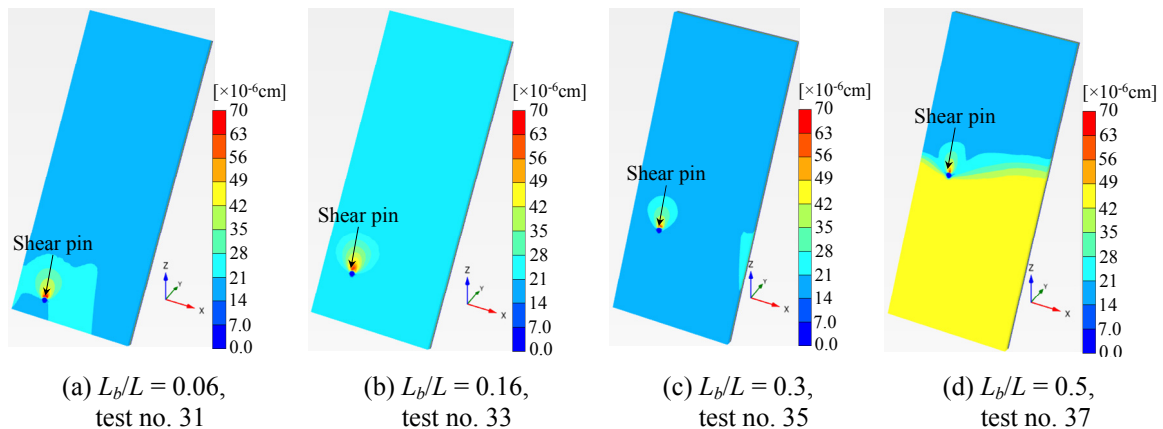 [×10-6cm]
70
63
56
49
42
35
28
21
14
7.0
0.0
Shear pin
Z
Y
X
(a) Lb/L = 0.06,
test no. 31
[×10-6cm]
70
63
56
49
42
35
28
21
14
7.0
0.0
Shear pin
Z
Y
X
(b) Lb/L = 0.16,
test no. 33
[×10-6cm]
70
63
56
49
42
35
28
21
14
7.0
0.0
Shear pin
Z
Y
X
(c) Lb/L = 0.3,
test no. 35
[×10-6cm]
70
63
56
49
42
35
28
21
14
7.0
0.0
Shear pin
Z
Y
X
(d) Lb/L = 0.5,
test no. 37